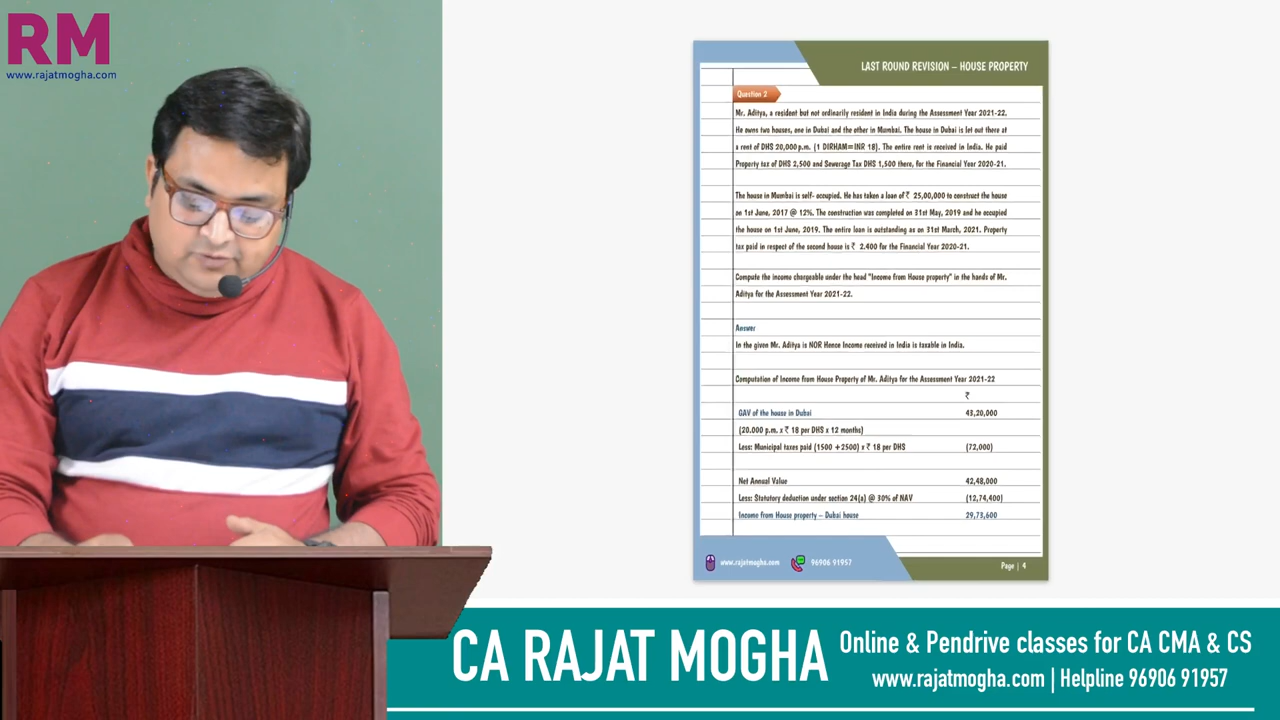 RM
www.rajatmogha.com
LAST ROUND REVISION – HOUSE PROPERTY
Question 2
Mr. Aditya, a resident but not ordinarily resident in India during the Assessment Year 2021-22.
He owns two houses, one in Dubai and the other in Mumbai. The house in Dubai is let out there at
a rent of DHS 20,000 p.m. (1 DIRHAM=INR 18). The entire rent is received in India. He paid
Property tax of DHS 2,500 and Sewerage Tax DHS 1,500 there, for the Financial Year 2020-21.
The house in Mumbai is self- occupied. He has taken a loan of ₹ 25,00,000 to construct the house
on 1st June, 2017 @ 12%. The construction was completed on 31st May, 2019 and he occupied
the house on 1st June, 2019. The entire loan is outstanding as on 31st March, 2021. Property
tax paid in respect of the second house is ₹ 2.400 for the Financial Year 2020-21.
Compute the income chargeable under the head "Income from House property" in the hands of Mr.
Aditya for the Assessment Year 2021-22.
Answer
In the given Mr. Aditya is NOR Hence Income received in India is taxable in India.
Computation of Income from House Property of Mr. Aditya for the Assessment Year 2021-22
₹
GAV of the house in Dubai 43,20,000
(20.000 p.m. x ₹ 18 per DHS x 12 months)
Less: Municipal taxes paid (1500 +2500) x ₹ 18 per DHS (72,000)
Net Annual Value 42,48,000
Less: Statutory deduction under section 24(a) @ 30% of NAV (12,74,400)
Income from House property – Dubai house 29,73,600
www.rajatmogha.com 96906 91957
Page | 4
CA RAJAT MOGHA
Online & Pendrive classes for CA CMA & CS
www.rajatmogha.com | Helpline 96906 91957